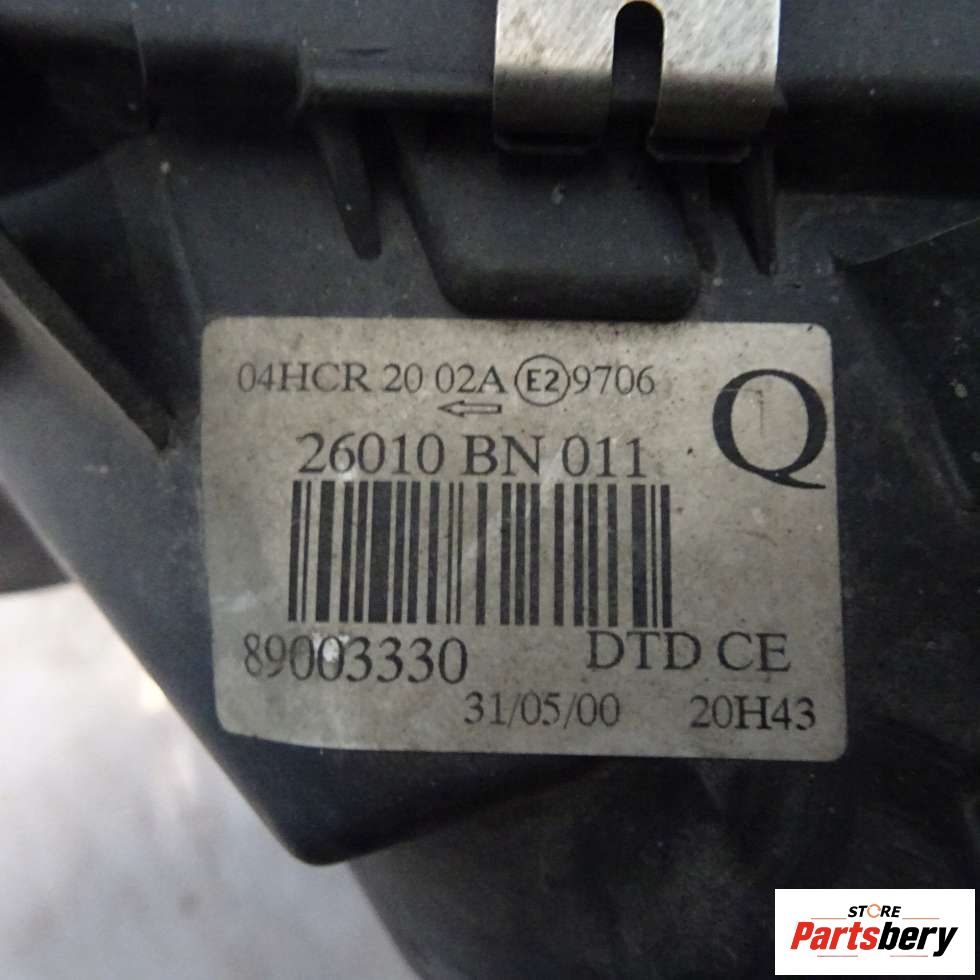 04HCR 20 02A E2 9706
Q
26010 BN 011
89003330 DTD CE
31/05/00 20H43
STORE
Partsbery